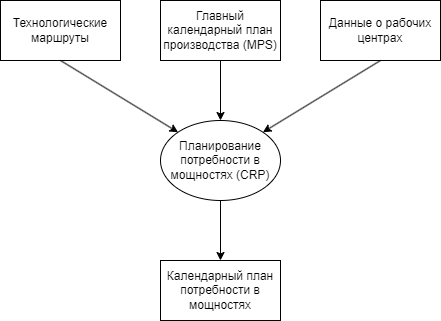 Технологические
маршруты
Главный
календарный план
производства (MPS)
Данные о рабочих
центрах
Планирование
потребности в
мощностях (CRP)
Календарный план
потребности в
мощностях